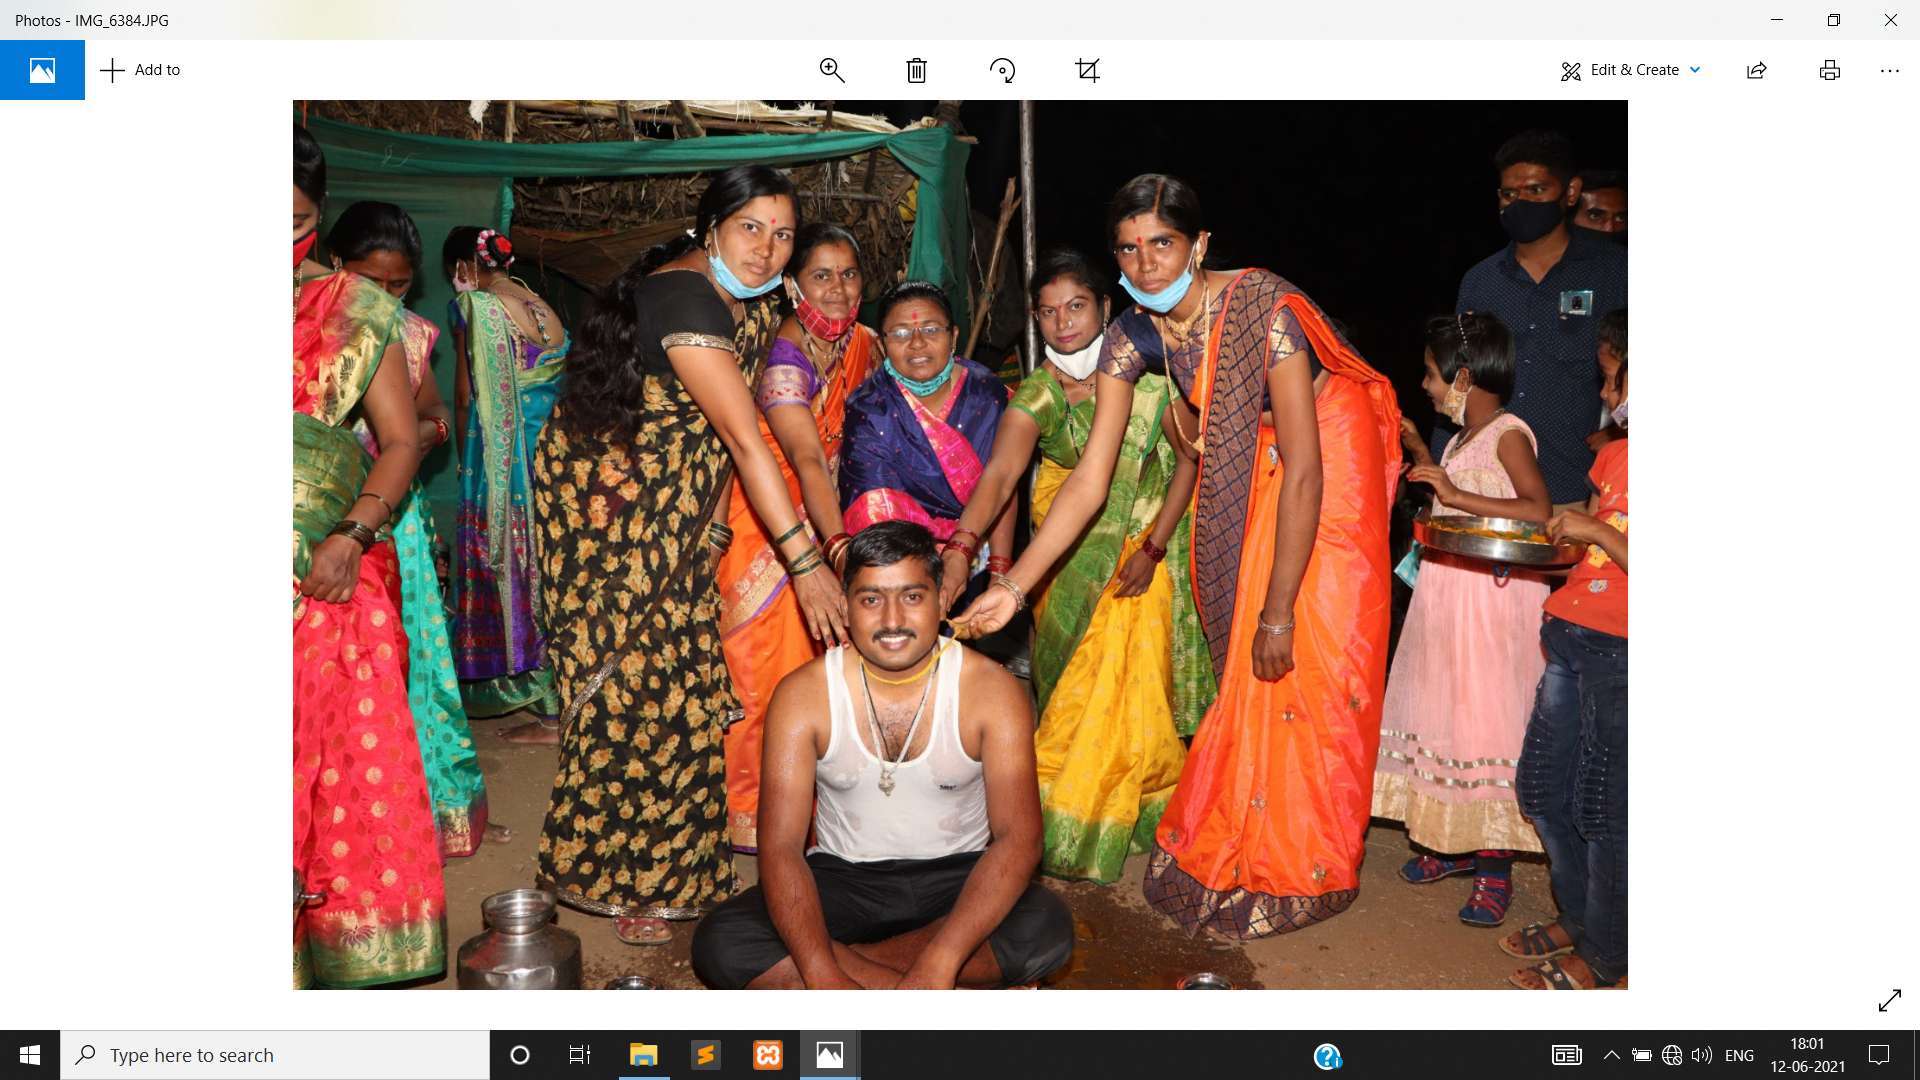 Photos - IMG_6384.JPG
Add to
Edit & Create
Type here to search
ENG
18:01
12-06-2021